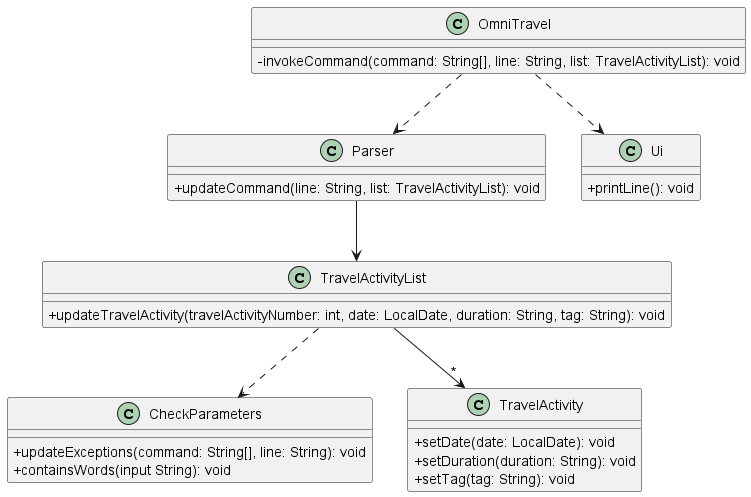 C OmniTravel
-invokeCommand(command: String[], line: String, list: TravelActivityList): void
C Parser
+updateCommand(line: String, list: TravelActivityList): void
C Ui
+printLine(): void
C TravelActivityList
+updateTravelActivity(travelActivityNumber: int, date: LocalDate, duration: String, tag: String): void
*
C CheckParameters
+updateExceptions(command: String[], line: String): void
+containsWords(input String): void
C TravelActivity
+setDate(date: LocalDate): void
+setDuration(duration: String): void
+setTag(tag: String): void